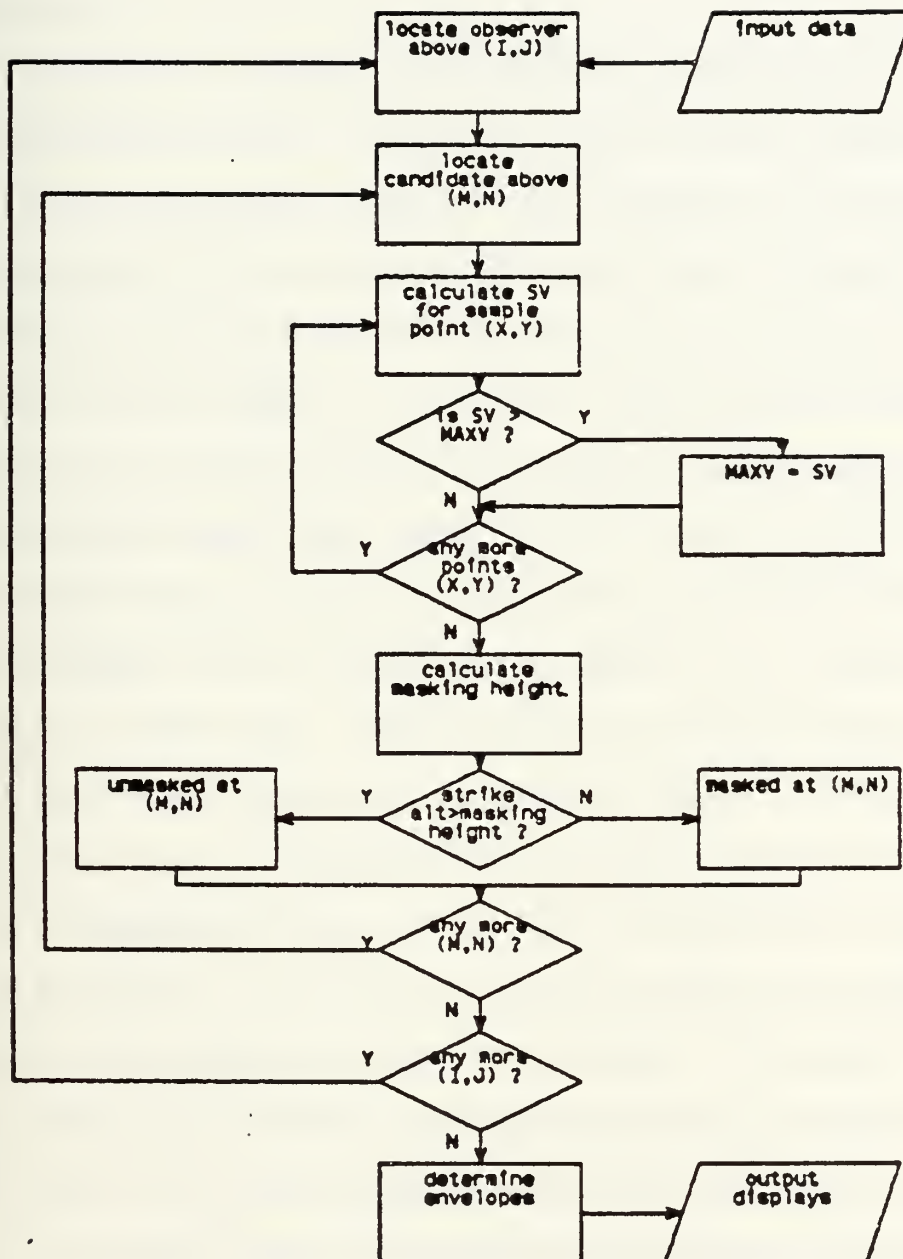 locate observer
above (I,J)
input data
locate
candidate above
(M,N)
calculate SV
for sample
point (X,Y)
is SV >
MAXV ?
Y
MAXV = SV
N
any more
points
(X,Y) ?
Y
N
calculate
masking height
unmasked at
(M,N)
Y
strike
alt>masking
height ?
N
masked at (M,N)
any more
(M,N) ?
Y
N
any more
(I,J) ?
Y
N
determine
envelopes
output
displays